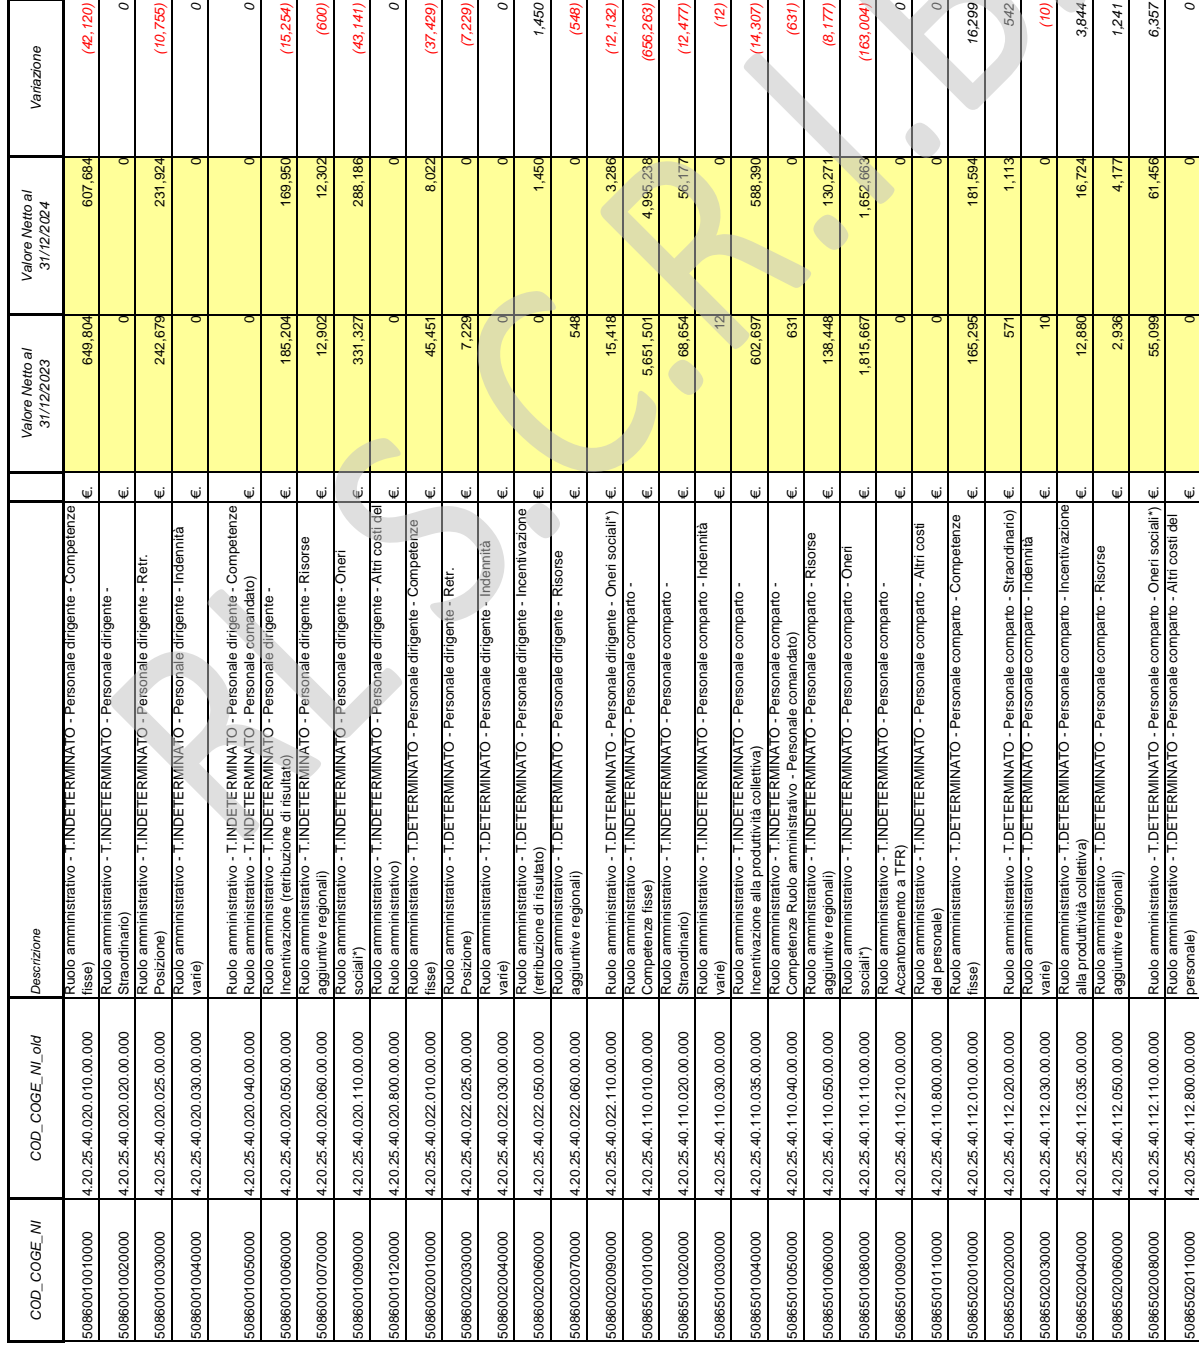 COD_COGE_NI COD_COGE_NI_old Descrizione Valore Netto al 31/12/2023 Valore Netto al 31/12/2024 Variazione
50860010010000 4.20.25.40.020.010.00.000 Ruolo amministrativo - T.INDETERMINATO - Personale dirigente - Competenze
fisse) €. 649,804 607,684 (42,120)
50860010020000 4.20.25.40.020.020.00.000 Ruolo amministrativo - T.INDETERMINATO - Personale dirigente -
Straordinario) €. 0 0 0
50860010030000 4.20.25.40.020.025.00.000 Ruolo amministrativo - T.INDETERMINATO - Personale dirigente - Retr.
Posizione) €. 242,679 231,924 (10,755)
50860010040000 4.20.25.40.020.030.00.000 Ruolo amministrativo - T.INDETERMINATO - Personale dirigente - Indennità
varie) €. 0 0 0
50860010050000 4.20.25.40.020.040.00.000 Ruolo amministrativo - T.INDETERMINATO - Personale dirigente - Competenze
Ruolo amministrativo - T.INDETERMINATO - Personale comandato) €. 0 0 0
50860010060000 4.20.25.40.020.050.00.000 Ruolo amministrativo - T.INDETERMINATO - Personale dirigente -
Incentivazione (retribuzione di risultato) €. 185,204 169,950 (15,254)
50860010070000 4.20.25.40.020.060.00.000 Ruolo amministrativo - T.INDETERMINATO - Personale dirigente - Risorse
aggiuntive regionali) €. 12,902 12,302 (600)
50860010090000 4.20.25.40.020.110.00.000 Ruolo amministrativo - T.INDETERMINATO - Personale dirigente - Oneri
sociali*) €. 331,327 288,186 (43,141)
50860010120000 4.20.25.40.020.800.00.000 Ruolo amministrativo - T.INDETERMINATO - Personale dirigente - Altri costi del
Ruolo amministrativo) €. 0 0 0
50860020010000 4.20.25.40.022.010.00.000 Ruolo amministrativo - T.DETERMINATO - Personale dirigente - Competenze
fisse) €. 45,451 8,022 (37,429)
50860020030000 4.20.25.40.022.025.00.000 Ruolo amministrativo - T.DETERMINATO - Personale dirigente - Retr.
Posizione) €. 7,229 0 (7,229)
50860020040000 4.20.25.40.022.030.00.000 Ruolo amministrativo - T.DETERMINATO - Personale dirigente - Indennità
varie) €. 0 0 0
50860020060000 4.20.25.40.022.050.00.000 Ruolo amministrativo - T.DETERMINATO - Personale dirigente - Incentivazione
(retribuzione di risultato) €. 0 1,450 1,450
50860020070000 4.20.25.40.022.060.00.000 Ruolo amministrativo - T.DETERMINATO - Personale dirigente - Risorse
aggiuntive regionali) €. 548 0 (548)
50860020090000 4.20.25.40.022.110.00.000 Ruolo amministrativo - T.DETERMINATO - Personale dirigente - Oneri sociali*) €. 15,418 3,286 (12,132)
50865010010000 4.20.25.40.110.010.00.000 Ruolo amministrativo - T.INDETERMINATO - Personale comparto -
Competenze fisse) €. 5,651,501 4,995,238 (656,263)
50865010020000 4.20.25.40.110.020.00.000 Ruolo amministrativo - T.INDETERMINATO - Personale comparto -
Straordinario) €. 68,654 56,177 (12,477)
50865010030000 4.20.25.40.110.030.00.000 Ruolo amministrativo - T.INDETERMINATO - Personale comparto - Indennità
varie) €. 12 0 (12)
50865010040000 4.20.25.40.110.035.00.000 Ruolo amministrativo - T.INDETERMINATO - Personale comparto -
Incentivazione alla produttività collettiva) €. 602,697 588,390 (14,307)
50865010050000 4.20.25.40.110.040.00.000 Ruolo amministrativo - T.INDETERMINATO - Personale comparto -
Competenze Ruolo amministrativo - Personale comandato) €. 631 0 (631)
50865010060000 4.20.25.40.110.050.00.000 Ruolo amministrativo - T.INDETERMINATO - Personale comparto - Risorse
aggiuntive regionali) €. 138,448 130,271 (8,177)
50865010080000 4.20.25.40.110.110.00.000 Ruolo amministrativo - T.INDETERMINATO - Personale comparto - Oneri
sociali*) €. 1,815,667 1,652,663 (163,004)
50865010090000 4.20.25.40.110.210.00.000 Ruolo amministrativo - T.INDETERMINATO - Personale comparto -
Accantonamento a TFR) €. 0 0 0
50865010110000 4.20.25.40.110.800.00.000 Ruolo amministrativo - T.INDETERMINATO - Personale comparto - Altri costi
del personale) €. 0 0 0
50865020010000 4.20.25.40.112.010.00.000 Ruolo amministrativo - T.DETERMINATO - Personale comparto - Competenze
fisse) €. 165,295 181,594 16,299
50865020020000 4.20.25.40.112.020.00.000 Ruolo amministrativo - T.DETERMINATO - Personale comparto - Straordinario) €. 571 1,113 542
50865020030000 4.20.25.40.112.030.00.000 Ruolo amministrativo - T.DETERMINATO - Personale comparto - Indennità
varie) €. 10 0 (10)
50865020040000 4.20.25.40.112.035.00.000 Ruolo amministrativo - T.DETERMINATO - Personale comparto - Incentivazione
alla produttività collettiva) €. 12,880 16,724 3,844
50865020060000 4.20.25.40.112.050.00.000 Ruolo amministrativo - T.DETERMINATO - Personale comparto - Risorse
aggiuntive regionali) €. 2,936 4,177 1,241
50865020080000 4.20.25.40.112.110.00.000 Ruolo amministrativo - T.DETERMINATO - Personale comparto - Oneri sociali*) €. 55,099 61,456 6,357
50865020110000 4.20.25.40.112.800.00.000 Ruolo amministrativo - T.DETERMINATO - Personale comparto - Altri costi del
personale) €. 0 0 0
RLS.C.R.I.B.